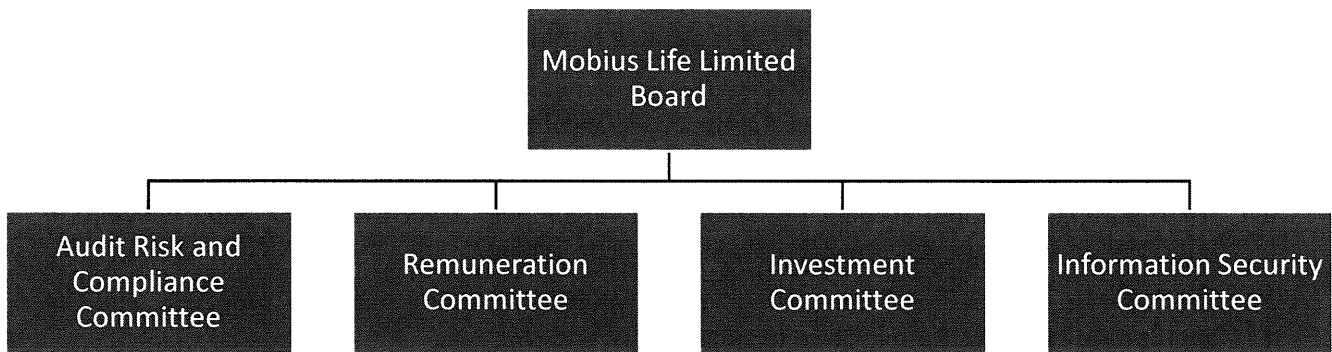 Mobius Life Limited
Board
Audit Risk and
Compliance
Committee
Remuneration
Committee
Investment
Committee
Information Security
Committee